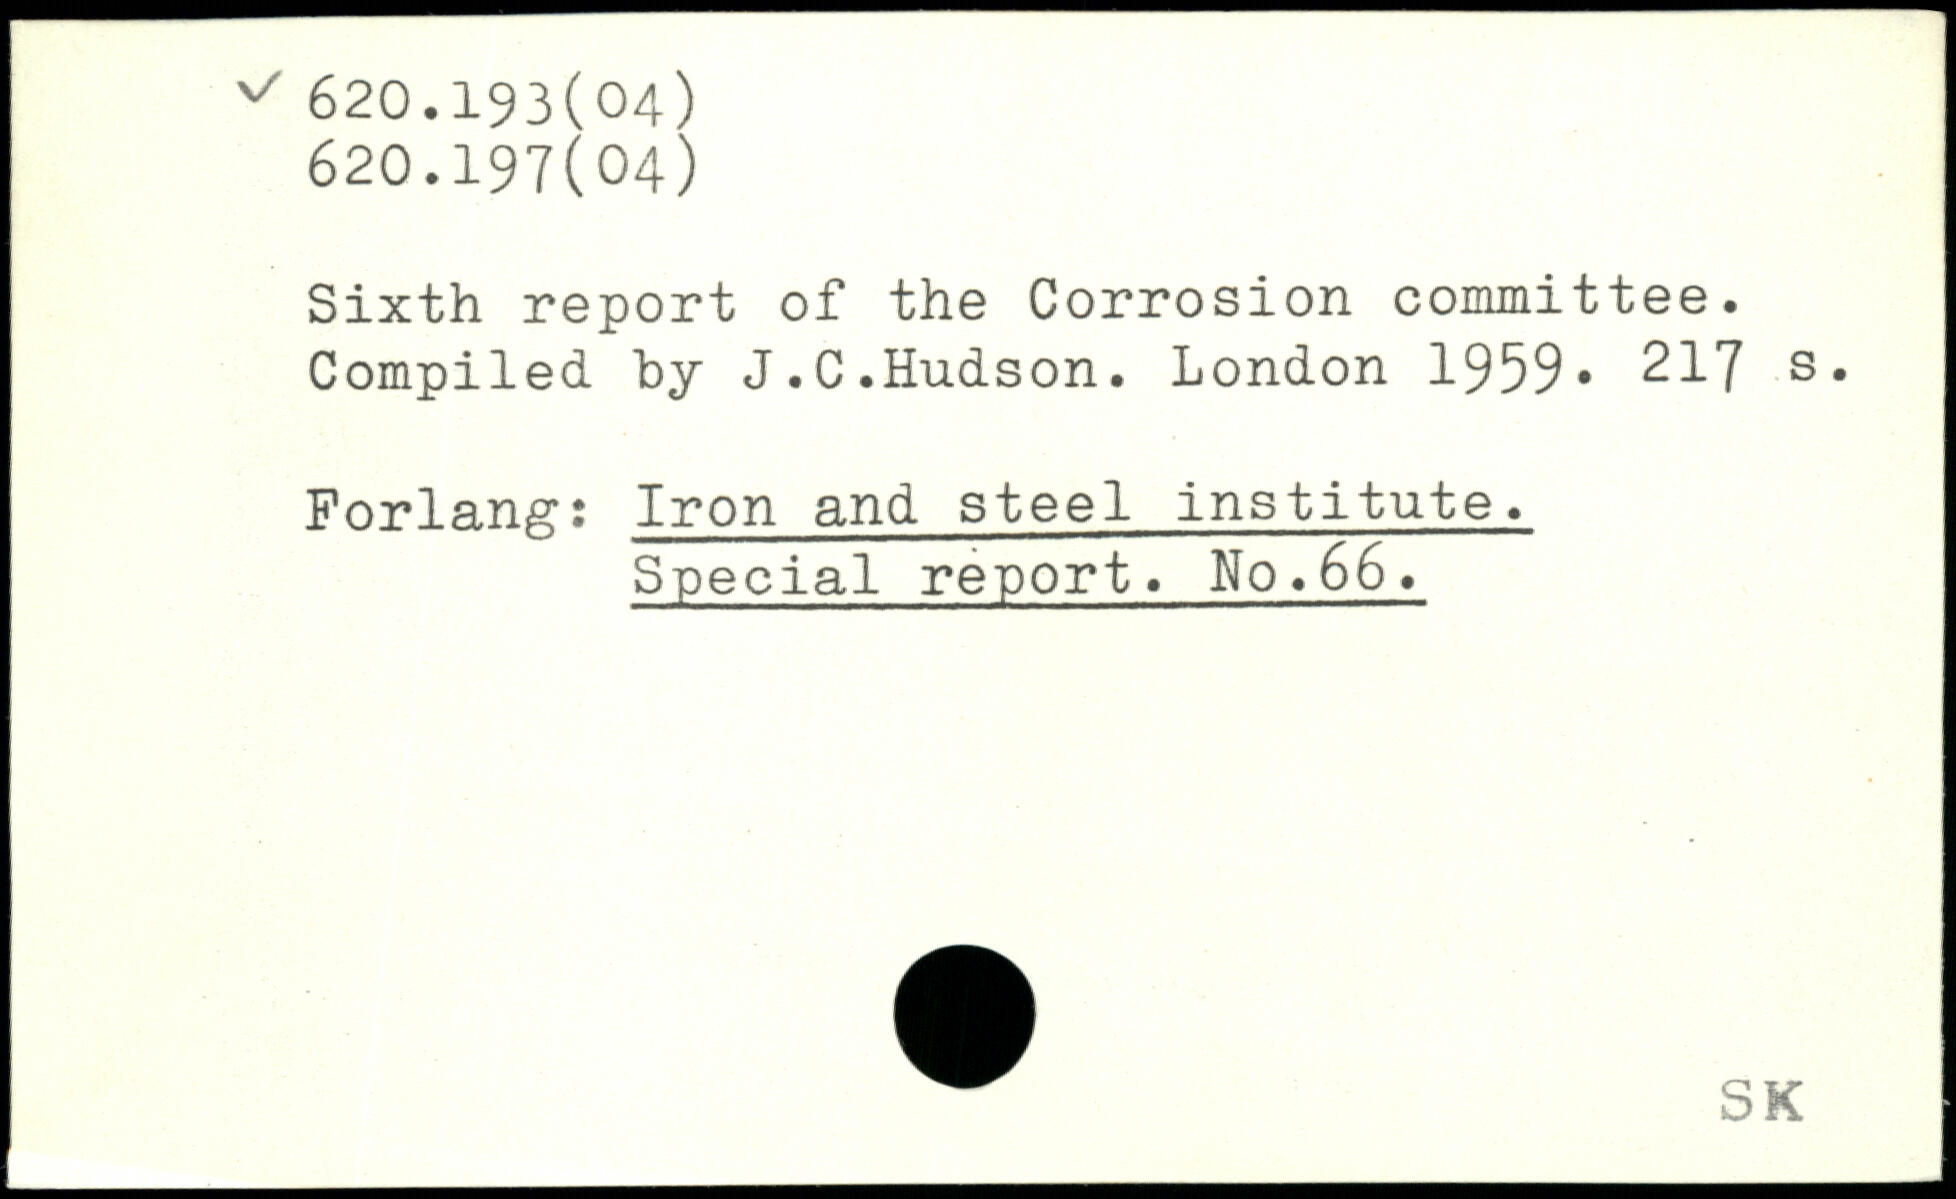 ✓ 620.193(04)
620.197(04)
Sixth report of the Corrosion committee.
Compiled by J.C.Hudson. London 1959. 217 s.
Forlang: Iron and steel institute.
Special report. No.66.
SK